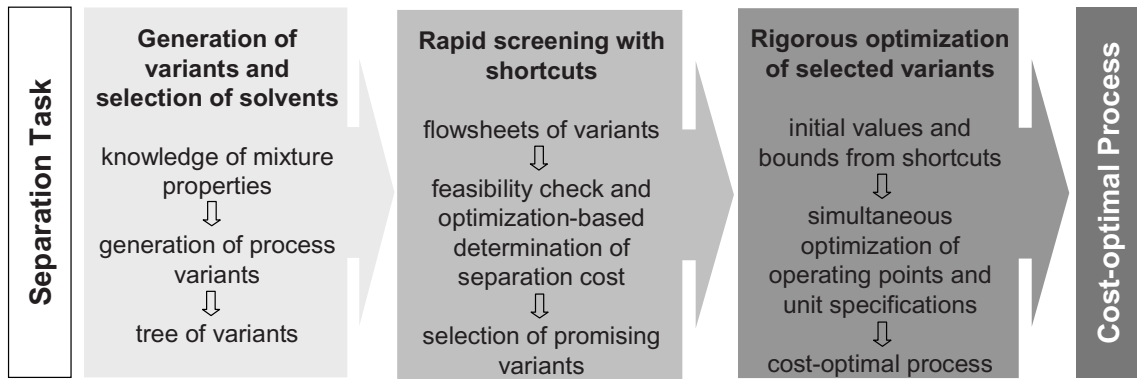 Separation Task
Generation of
variants and
selection of solvents
knowledge of mixture
properties
generation of process
variants
tree of variants
Rapid screening with
shortcuts
flowsheets of variants
feasibility check and
optimization-based
determination of
separation cost
selection of promising
variants
Rigorous optimization
of selected variants
initial values and
bounds from shortcuts
simultaneous
optimization of
operating points and
unit specifications
cost-optimal process
Cost-optimal Process